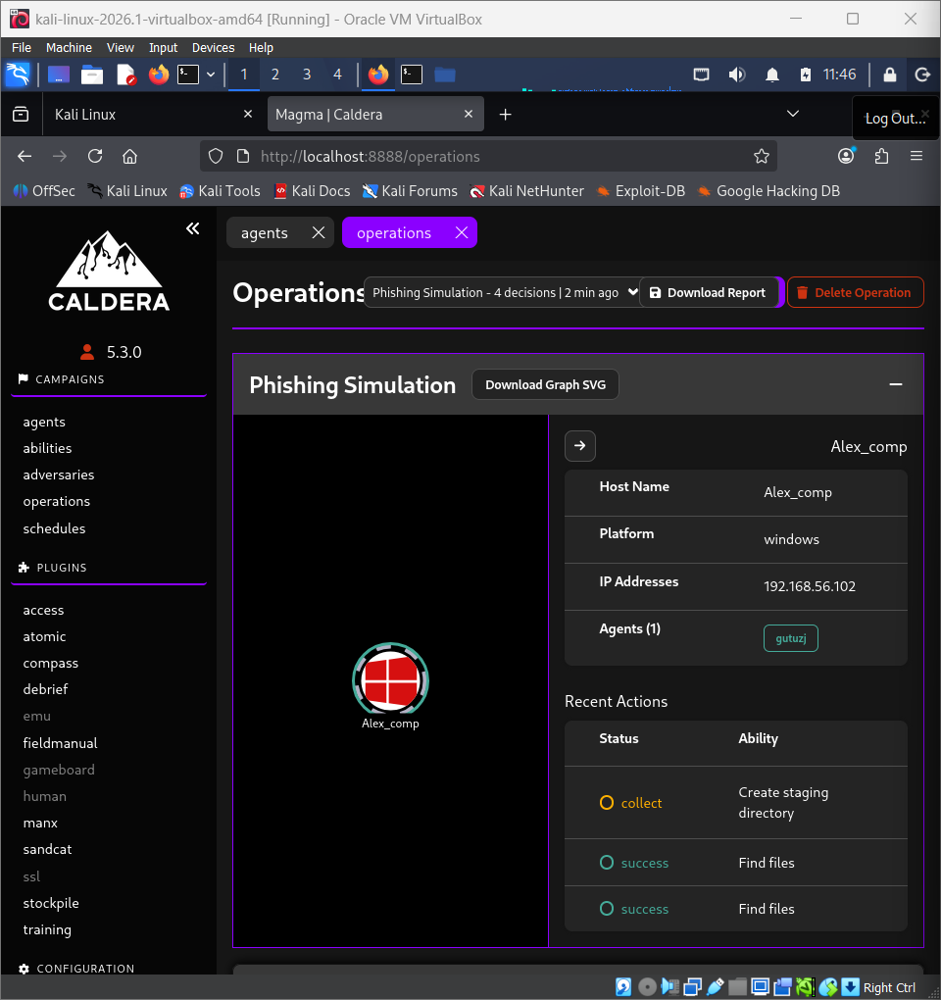 kali-linux-2026.1-virtualbox-amd64 [Running] - Oracle VM VirtualBox
File Machine View Input Devices Help
1 2 3 4 11:46
Kali Linux Magma | Caldera Log Out...
http://localhost:8888/operations
OffSec Kali Linux Kali Tools Kali Docs Kali Forums Kali NetHunter Exploit-DB Google Hacking DB
agents operations
CALDERA
5.3.0
CAMPAIGNS
agents
abilities
adversaries
operations
schedules
PLUGINS
access
atomic
compass
debrief
emu
fieldmanual
gameboard
human
manx
sandcat
ssl
stockpile
training
CONFIGURATION
Operations Phishing Simulation - 4 decisions | 2 min ago Download Report Delete Operation
Phishing Simulation Download Graph SVG
Alex_comp
Alex_comp
Host Name Alex_comp
Platform windows
IP Addresses 192.168.56.102
Agents (1) gutuzj
Recent Actions
Status Ability
collect Create staging
directory
success Find files
success Find files
Right Ctrl